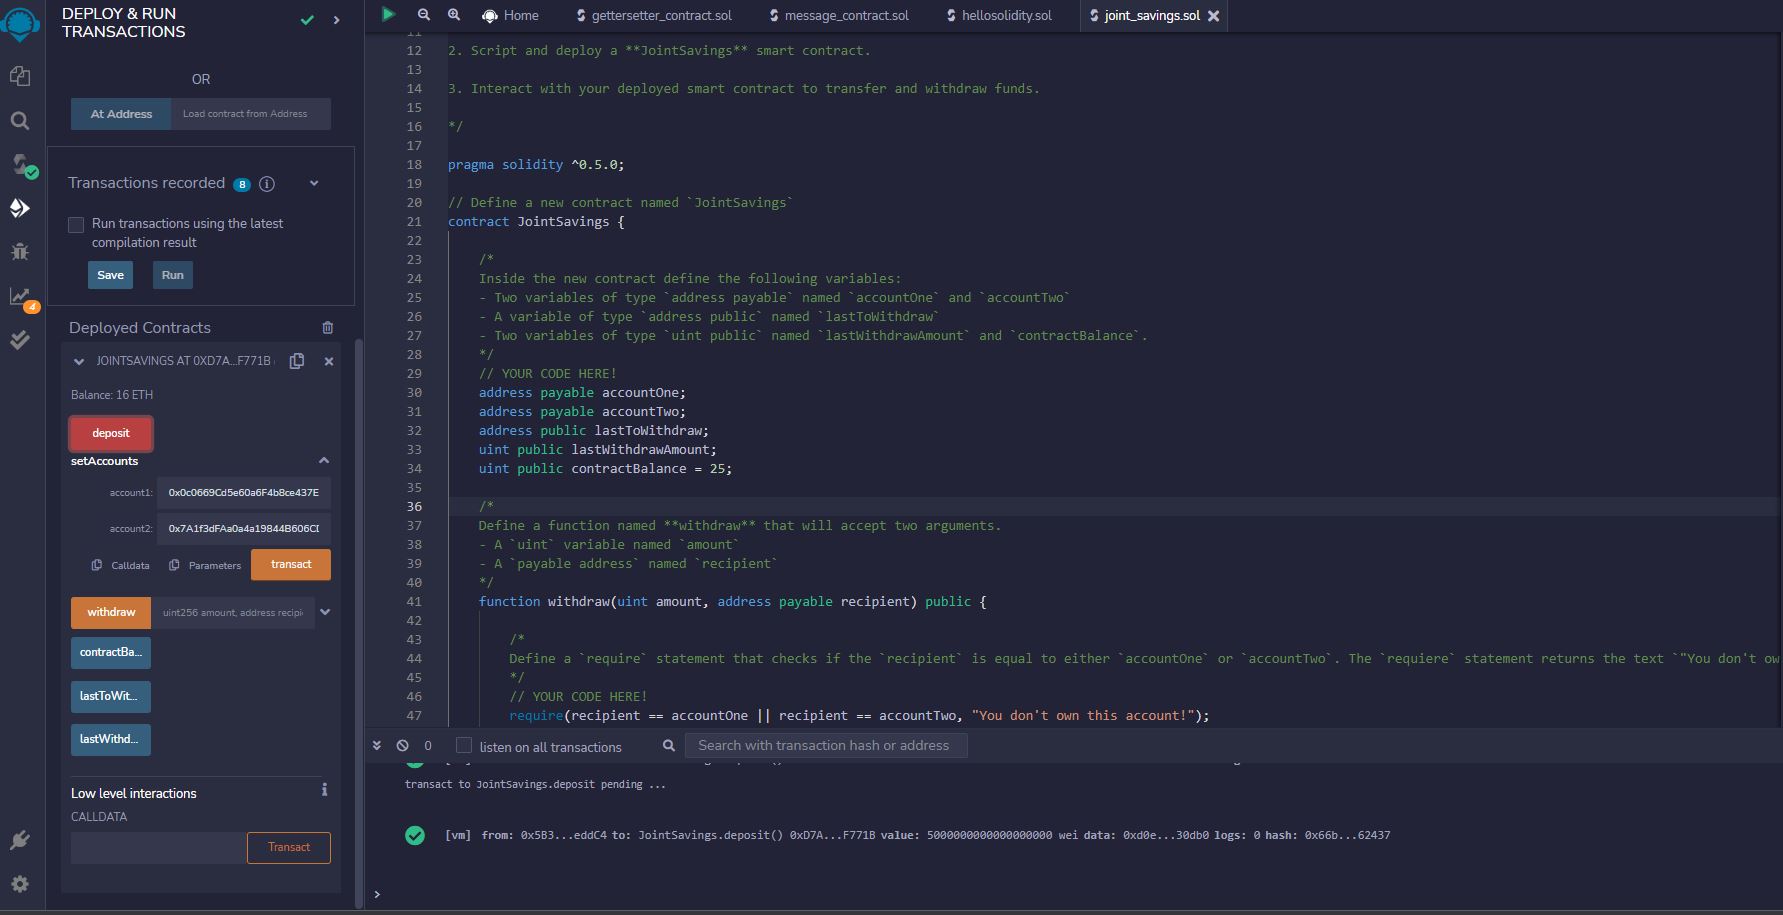 DEPLOY & RUN
TRANSACTIONS
OR
At Address Load contract from Address
Transactions recorded 8 i
Run transactions using the latest
compilation result
Save Run
4
Deployed Contracts
JOINTSAVINGS AT 0XD7A...F771B
Balance: 16 ETH
deposit
setAccounts
account1: 0x0c0669Cd5e60a6F4b8ce437E
account2: 0x7A1f3dFAa0a4a19844B606CD
Calldata Parameters transact
withdraw uint256 amount, address recipi
contractBa...
lastToWit...
lastWithd...
Low level interactions i
CALLDATA
Transact
Home gettersetter_contract.sol message_contract.sol hellosolidity.sol joint_savings.sol
11
12 2. Script and deploy a **JointSavings** smart contract.
13
14 3. Interact with your deployed smart contract to transfer and withdraw funds.
15
16 */
17
18 pragma solidity ^0.5.0;
19
20 // Define a new contract named `JointSavings`
21 contract JointSavings {
22
23 /*
24 Inside the new contract define the following variables:
25 - Two variables of type `address payable` named `accountOne` and `accountTwo`
26 - A variable of type `address public` named `lastToWithdraw`
27 - Two variables of type `uint public` named `lastWithdrawAmount` and `contractBalance`.
28 */
29 // YOUR CODE HERE!
30 address payable accountOne;
31 address payable accountTwo;
32 address public lastToWithdraw;
33 uint public lastWithdrawAmount;
34 uint public contractBalance = 25;
35
36 /*
37 Define a function named **withdraw** that will accept two arguments.
38 - A `uint` variable named `amount`
39 - A `payable address` named `recipient`
40 */
41 function withdraw(uint amount, address payable recipient) public {
42
43 /*
44 Define a `require` statement that checks if the `recipient` is equal to either `accountOne` or `accountTwo`. The `requiere` statement returns the text `"You don't ow
45 */
46 // YOUR CODE HERE!
47 require(recipient == accountOne || recipient == accountTwo, "You don't own this account!");
0 listen on all transactions Search with transaction hash or address
transact to JointSavings.deposit pending ...
[vm] from: 0x5B3...eddC4 to: JointSavings.deposit() 0xD7A...F771B value: 5000000000000000000 wei data: 0xd0e...30db0 logs: 0 hash: 0x66b...62437
>